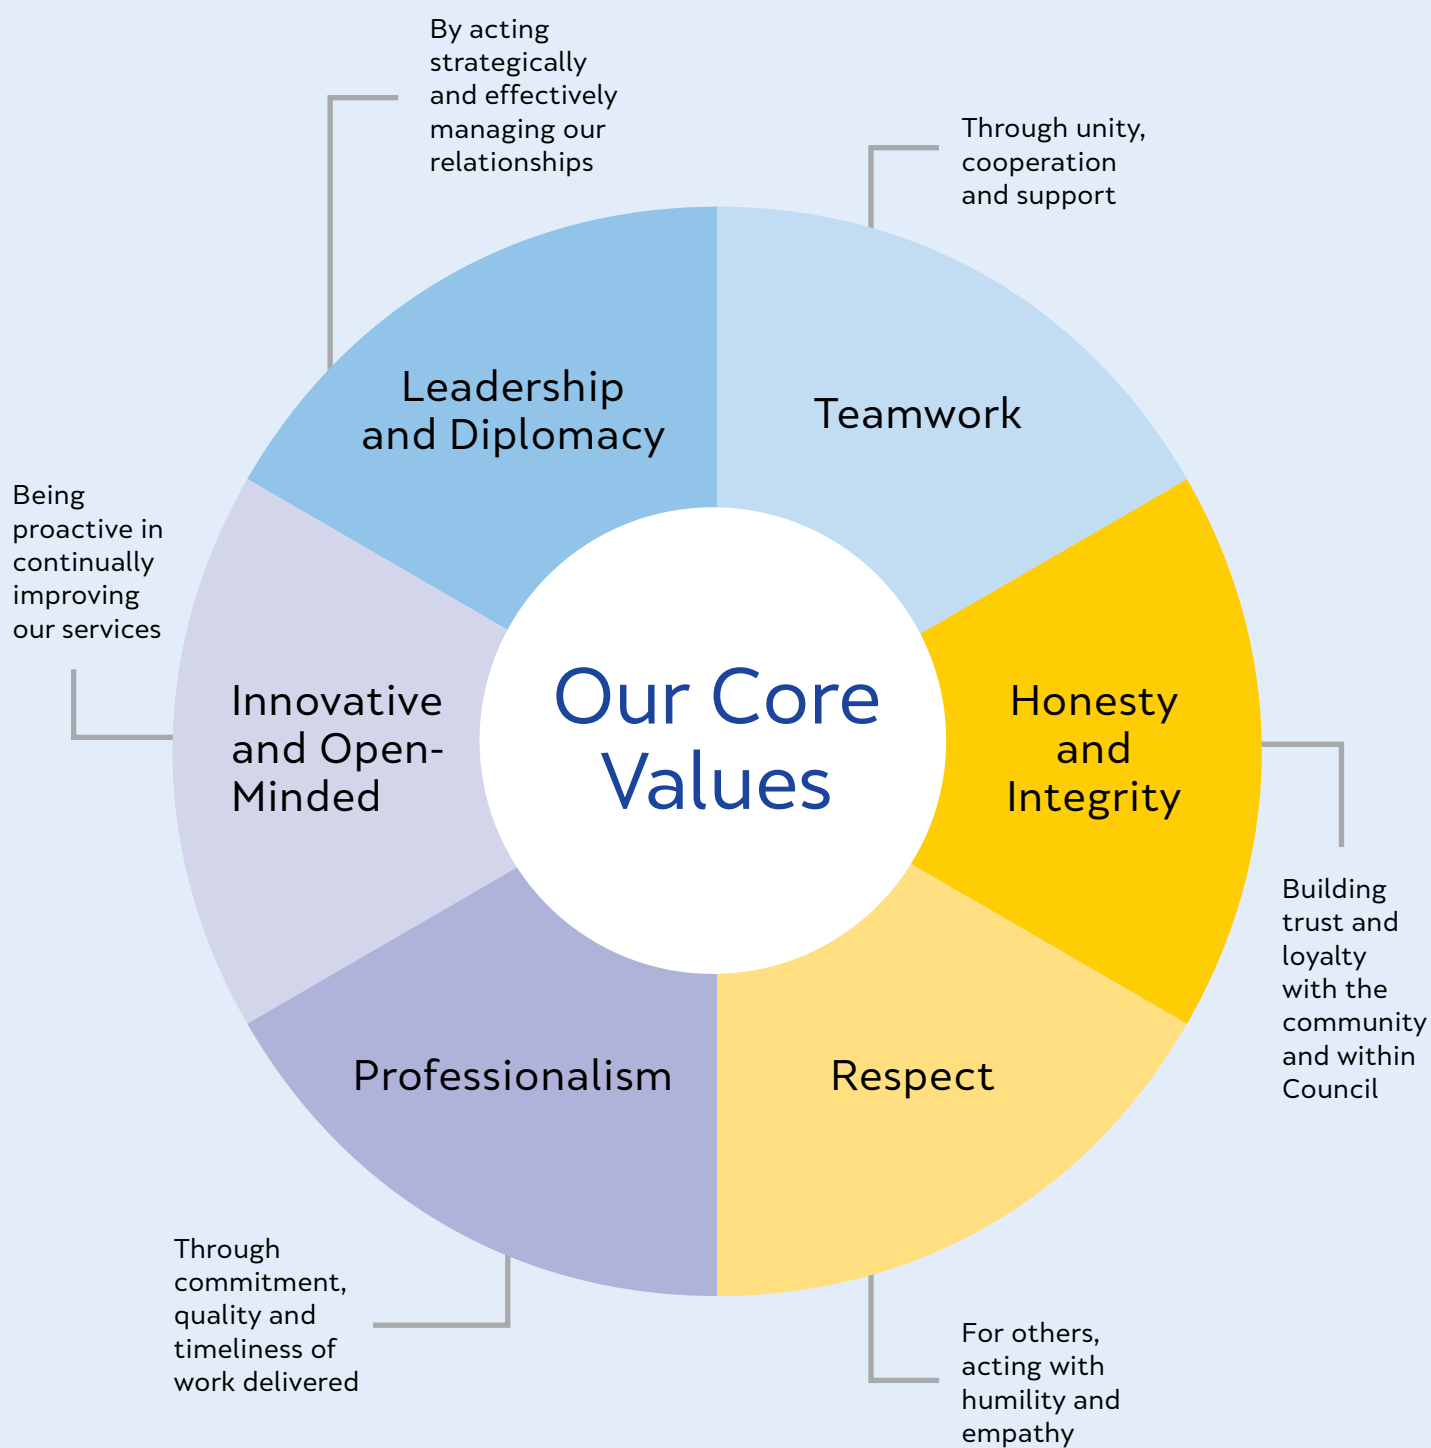 By acting
strategically
and effectively
managing our
relationships
Through unity,
cooperation
and support
Leadership
and Diplomacy
Teamwork
Being
proactive in
continually
improving
our services
Innovative
and Open-
Minded
Our Core
Values
Honesty
and
Integrity
Building
trust and
loyalty
with the
community
and within
Council
Professionalism
Respect
Through
commitment,
quality and
timeliness of
work delivered
For others,
acting with
humility and
empathy